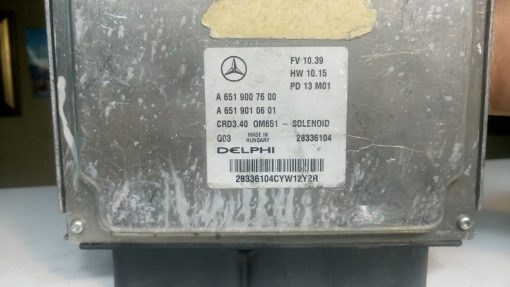 FV 10.39
HW 10.15
PD 13 M01
A 651 900 76 00
A 651 901 06 01
CRD3.40 OM651 - SOLENOID
Q03 MADE IN HUNGARY 28336104
DELPHI
28336104CYW12Y2R